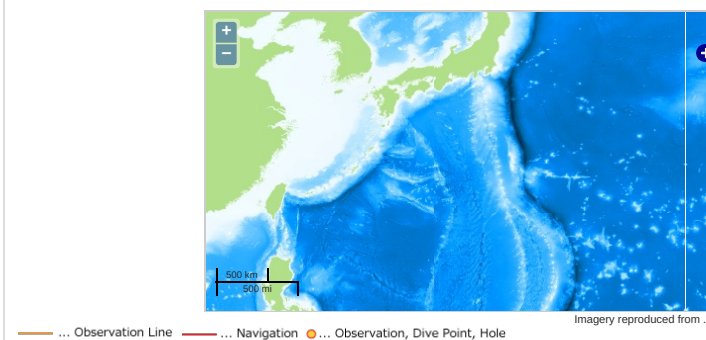 +
−
500 km
500 mi
Imagery reproduced from .
... Observation Line ... Navigation ... Observation, Dive Point, Hole